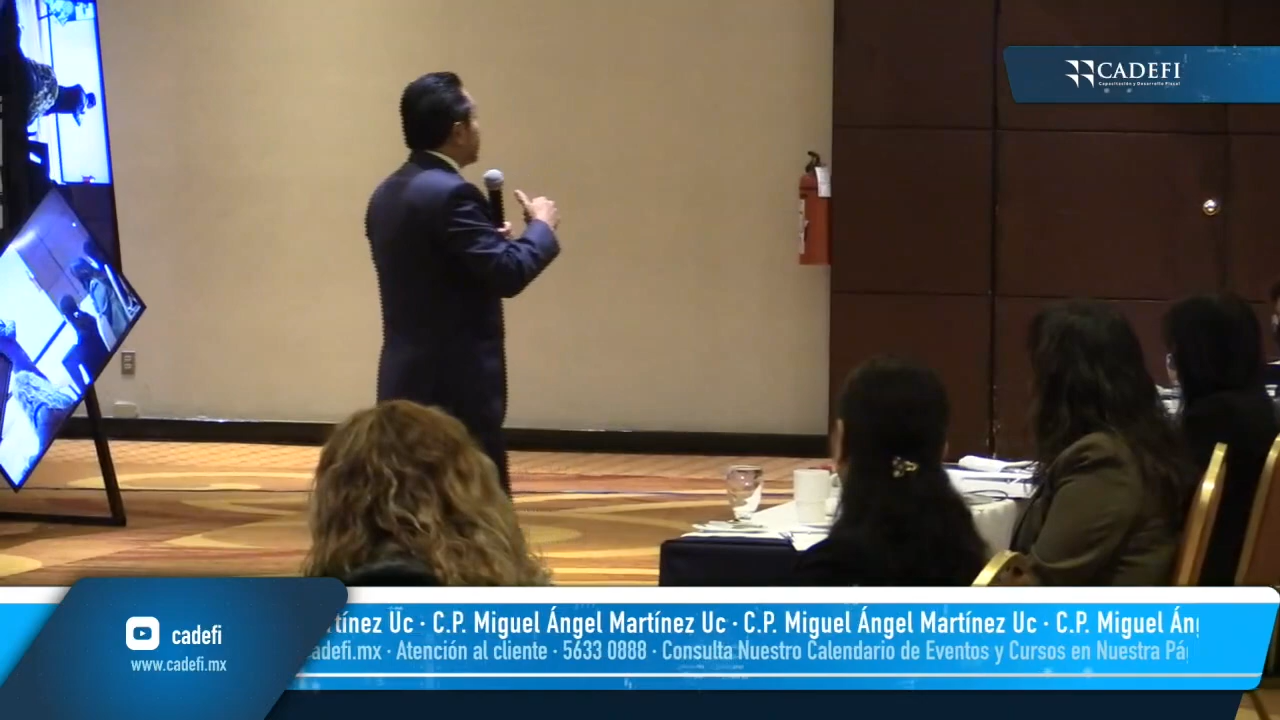 CADEFI
Capacitación y Desarrollo Fiscal
cadefi
www.cadefi.mx
tínez Uc · C.P. Miguel Ángel Martínez Uc · C.P. Miguel Ángel Martínez Uc · C.P. Miguel Án
adefi.mx · Atención al cliente · 5633 0888 · Consulta Nuestro Calendario de Eventos y Cursos en Nuestra Pá